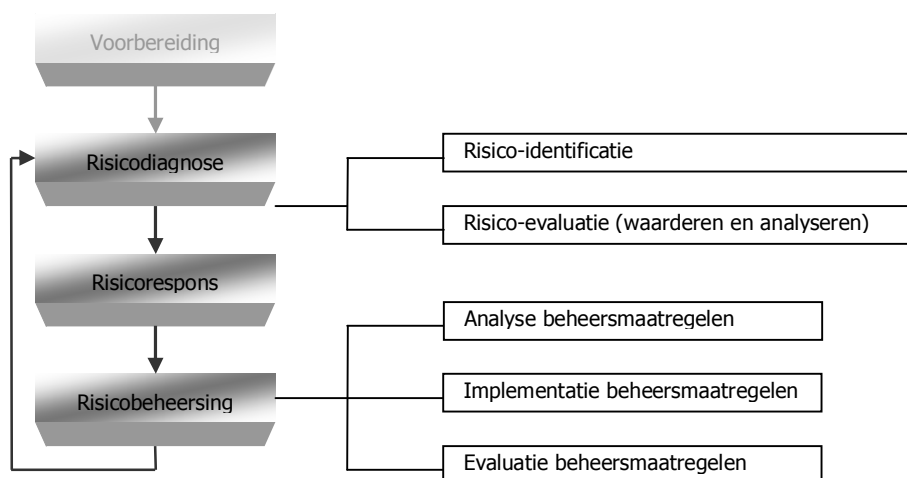 Voorbereiding
Risicodiagnose
Risico-identificatie
Risico-evaluatie (waarderen en analyseren)
Risicorespons
Risicobeheersing
Analyse beheersmaatregelen
Implementatie beheersmaatregelen
Evaluatie beheersmaatregelen